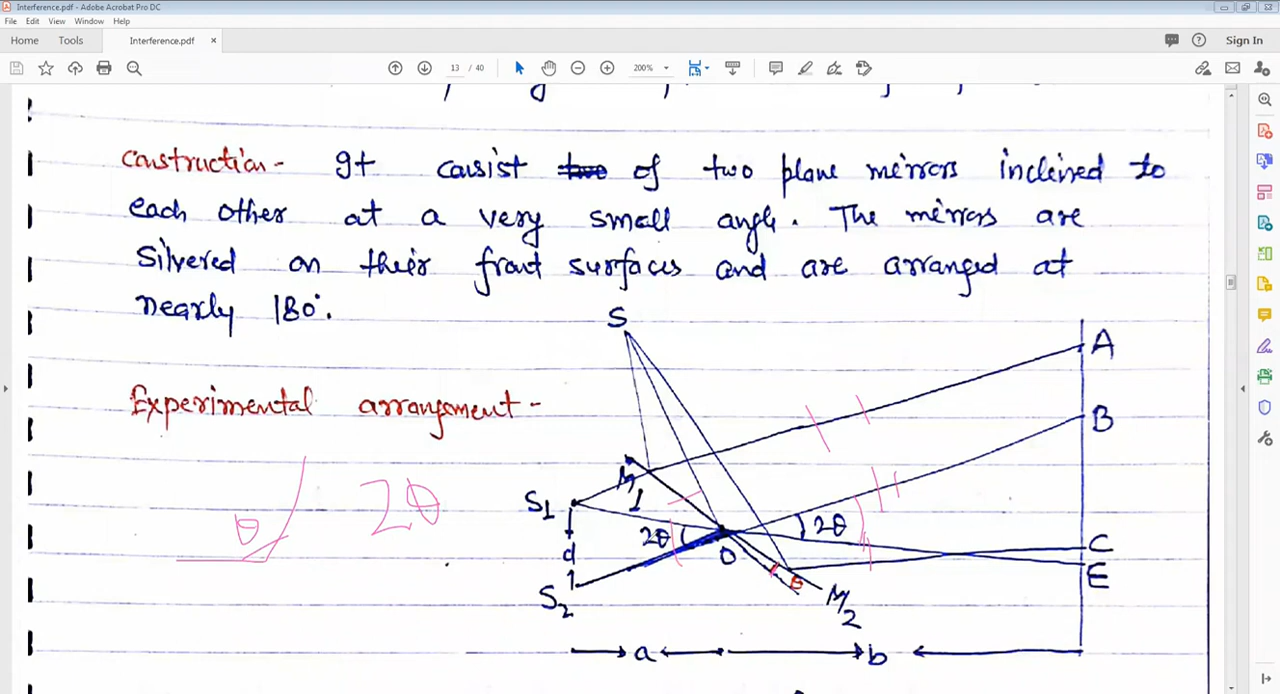 Interference.pdf - Adobe Acrobat Pro DC
File Edit View Window Help
Home Tools Interference.pdf × Sign In
13 / 40 200%
Construction - It cosist two of two plane mirrors inclined to
each other at a very small angle. The mirrors are
Silvered on their front surfaces and are arranged at
nearly 180°.
S
A
Experimental arrangement -
B
M1
S1
θ 2θ
2θ 2θ
d
O
C
E
θ
S2
M2
a b